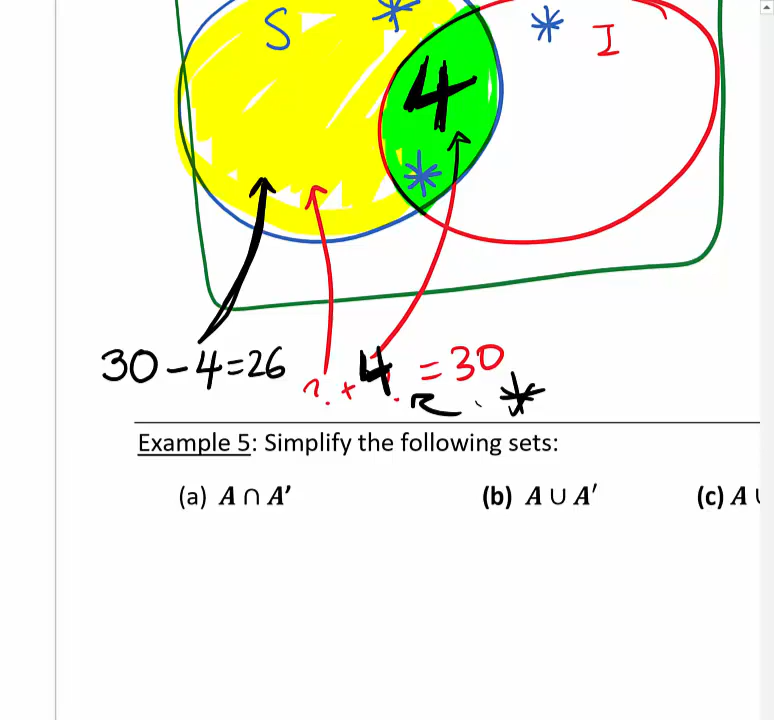 S * * I
4
*
30-4=26 ?. + 4. = 30
*
Example 5: Simplify the following sets:
(a) A ∩ A' (b) A ∪ A' (c) A